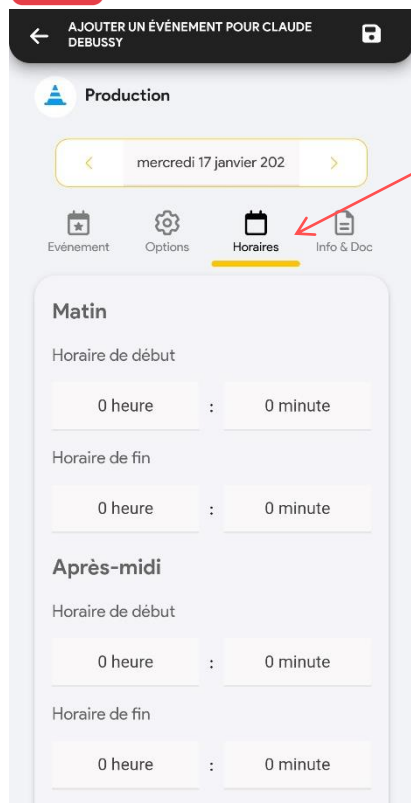 AJOUTER UN ÉVÉNEMENT POUR CLAUDE
DEBUSSY
Production
mercredi 17 janvier 202
Evénement Options Horaires Info & Doc
Matin
Horaire de début
0 heure : 0 minute
Horaire de fin
0 heure : 0 minute
Après-midi
Horaire de début
0 heure : 0 minute
Horaire de fin
0 heure : 0 minute